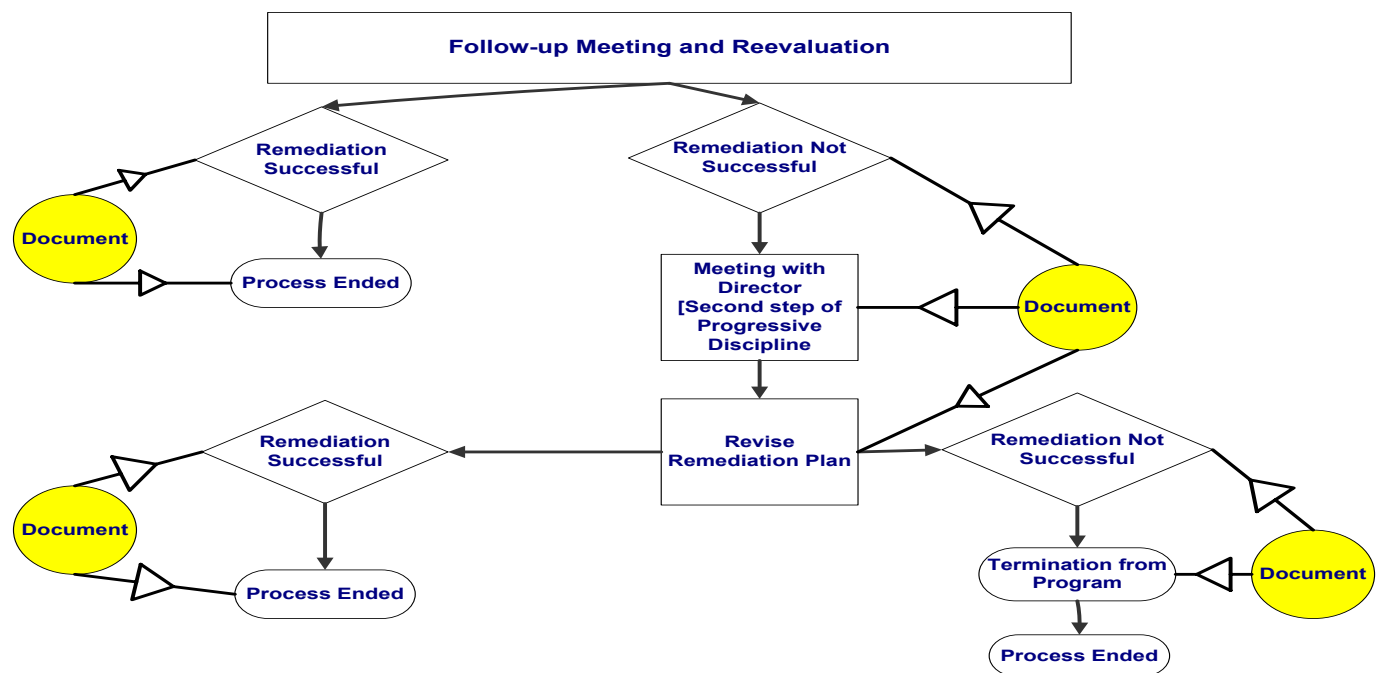 Follow-up Meeting and Reevaluation
Remediation
Successful
Remediation Not
Successful
Document
Process Ended
Meeting with
Director
[Second step of
Progressive
Discipline
Document
Remediation
Successful
Revise
Remediation Plan
Remediation Not
Successful
Document
Process Ended
Termination from
Program
Document
Process Ended